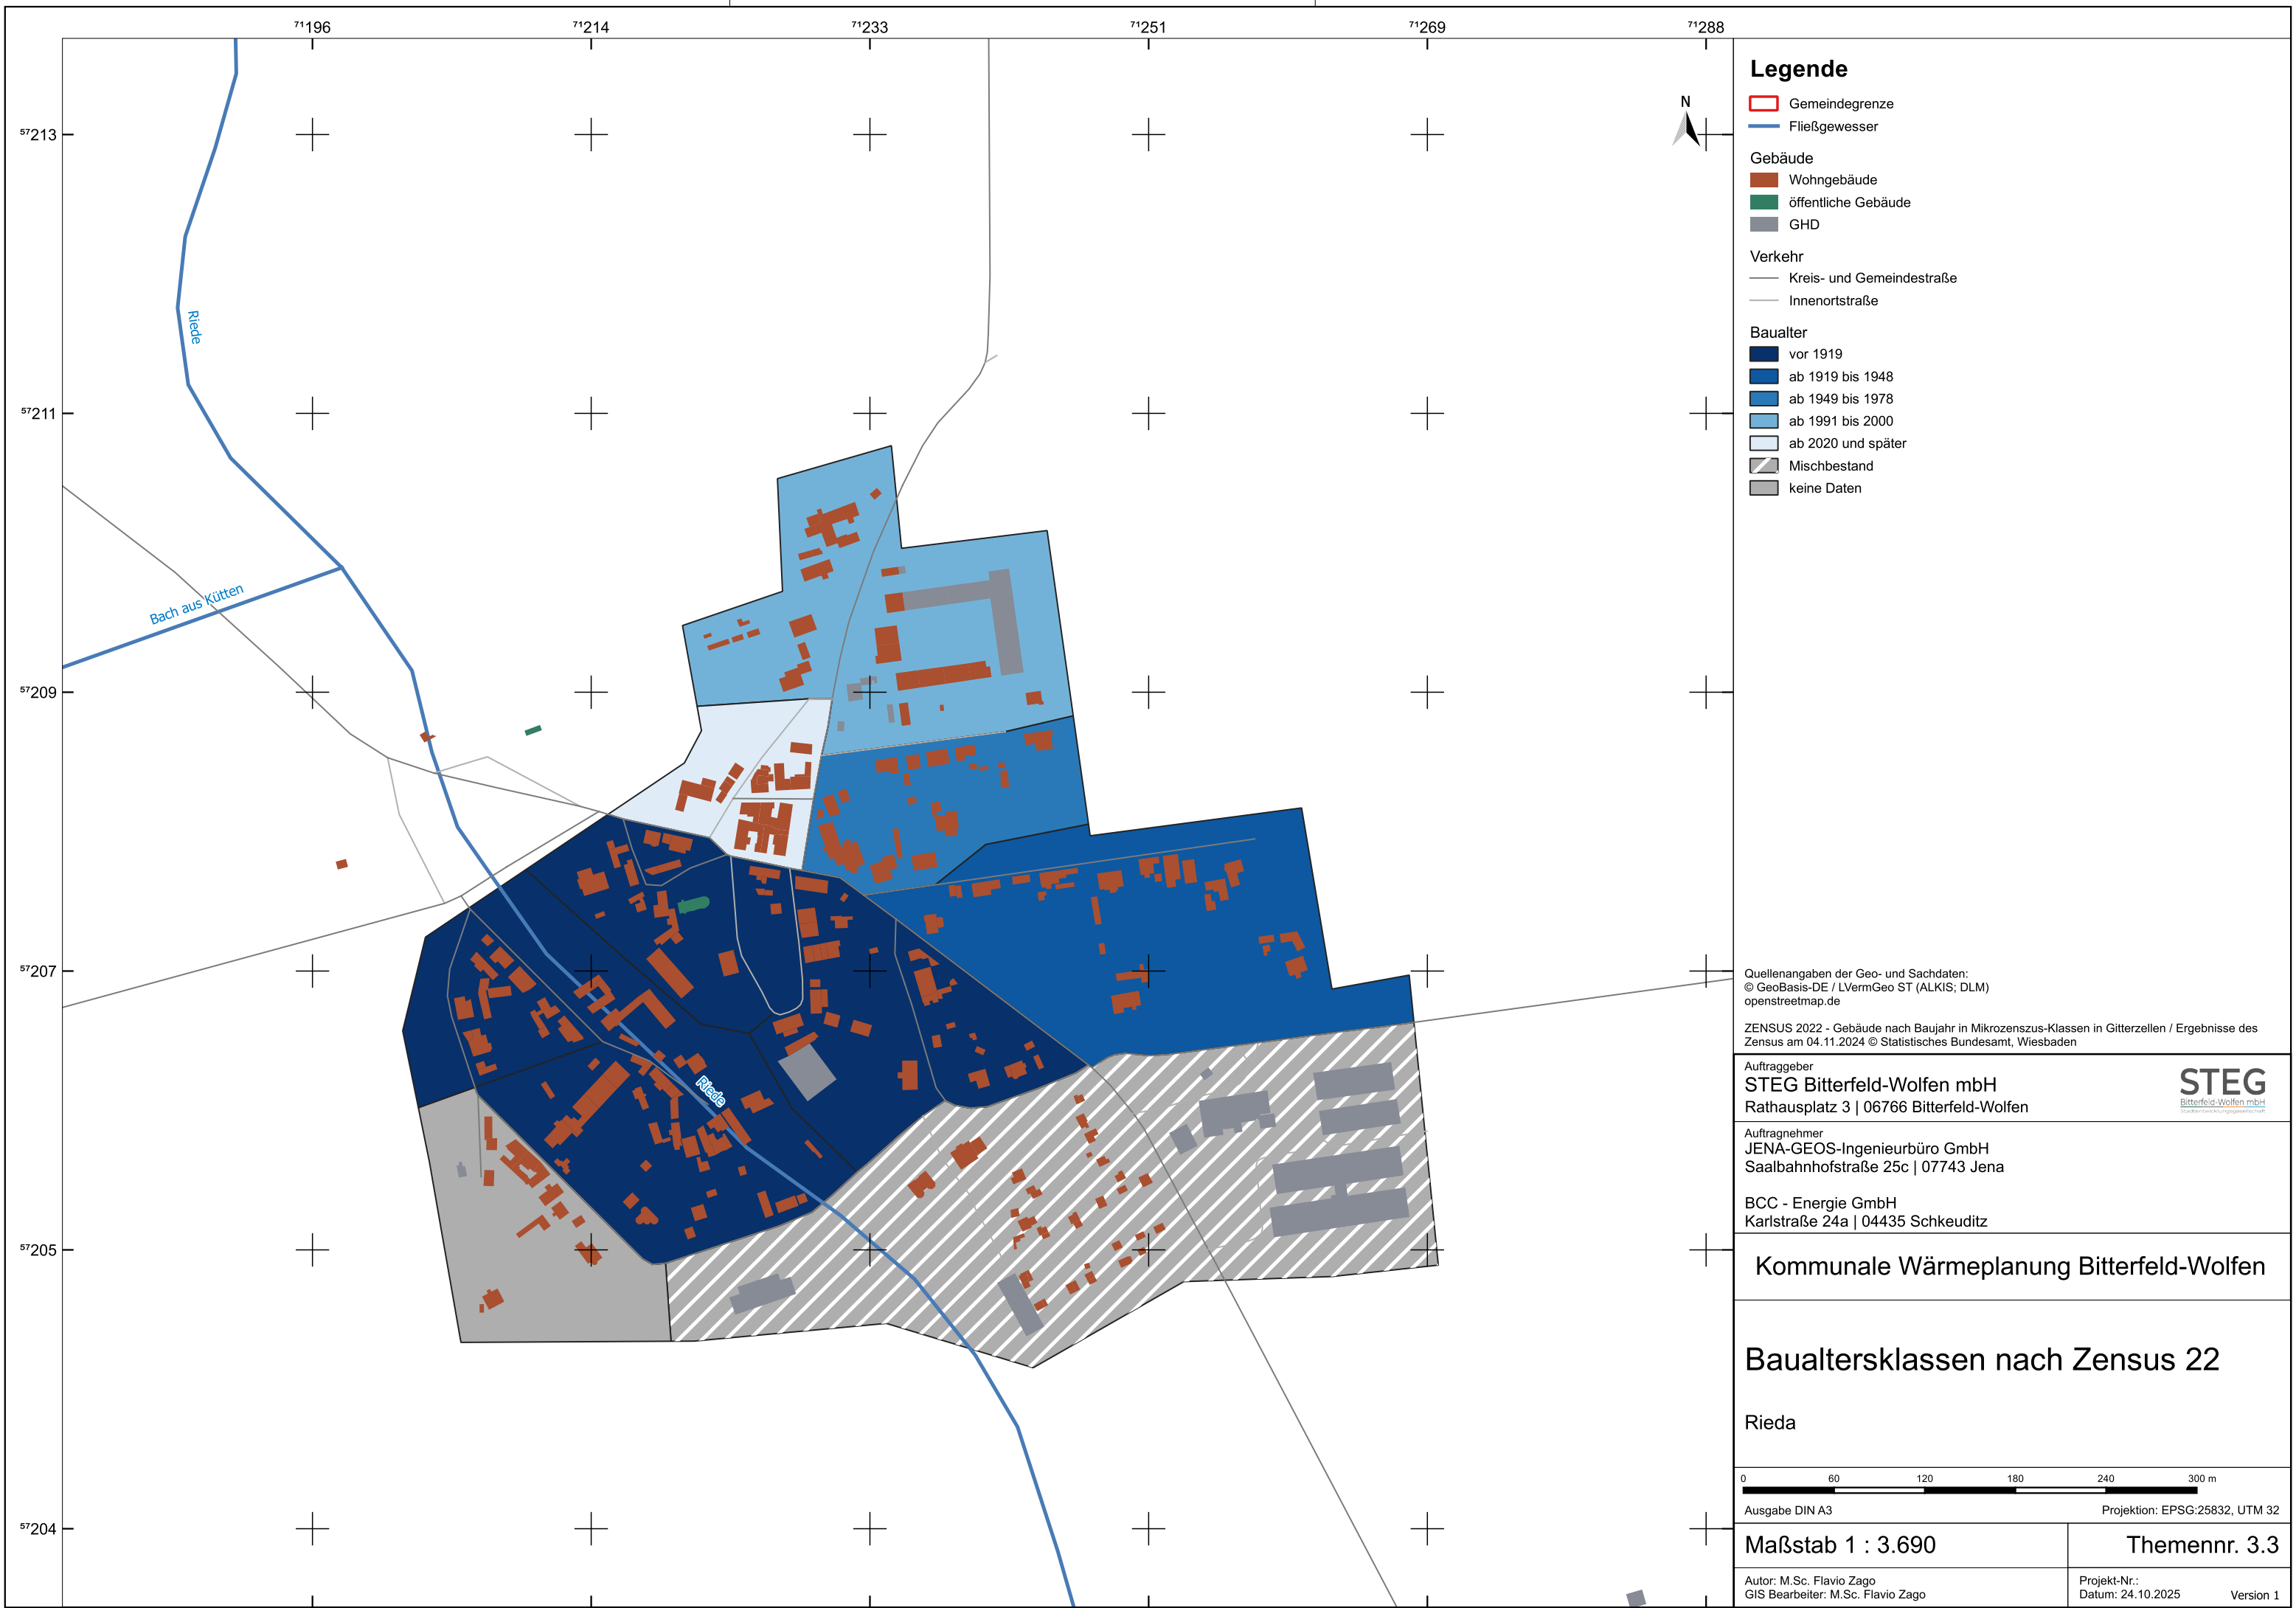 71196
71214
71233
71251
71269
71288
57213
57211
57209
57207
57205
57204
N
Riede
Bach aus Kütten
Riede
Legende
Gemeindegrenze
Fließgewesser
Gebäude
Wohngebäude
öffentliche Gebäude
GHD
Verkehr
Kreis- und Gemeindestraße
Innenortstraße
Baualter
vor 1919
ab 1919 bis 1948
ab 1949 bis 1978
ab 1991 bis 2000
ab 2020 und später
Mischbestand
keine Daten
Quellenangaben der Geo- und Sachdaten:
© GeoBasis-DE / LVermGeo ST (ALKIS; DLM)
openstreetmap.de
ZENSUS 2022 - Gebäude nach Baujahr in Mikrozenszus-Klassen in Gitterzellen / Ergebnisse des
Zensus am 04.11.2024 © Statistisches Bundesamt, Wiesbaden
Auftraggeber
STEG Bitterfeld-Wolfen mbH
Rathausplatz 3 | 06766 Bitterfeld-Wolfen
STEG
Bitterfeld-Wolfen mbH
Stadtentwicklungsgesellschaft
Auftragnehmer
JENA-GEOS-Ingenieurbüro GmbH
Saalbahnhofstraße 25c | 07743 Jena
BCC - Energie GmbH
Karlstraße 24a | 04435 Schkeuditz
Kommunale Wärmeplanung Bitterfeld-Wolfen
Baualtersklassen nach Zensus 22
Rieda
0 60 120 180 240 300 m
Ausgabe DIN A3 Projektion: EPSG:25832, UTM 32
Maßstab 1 : 3.690 Themennr. 3.3
Autor: M.Sc. Flavio Zago
GIS Bearbeiter: M.Sc. Flavio Zago
Projekt-Nr.:
Datum: 24.10.2025 Version 1